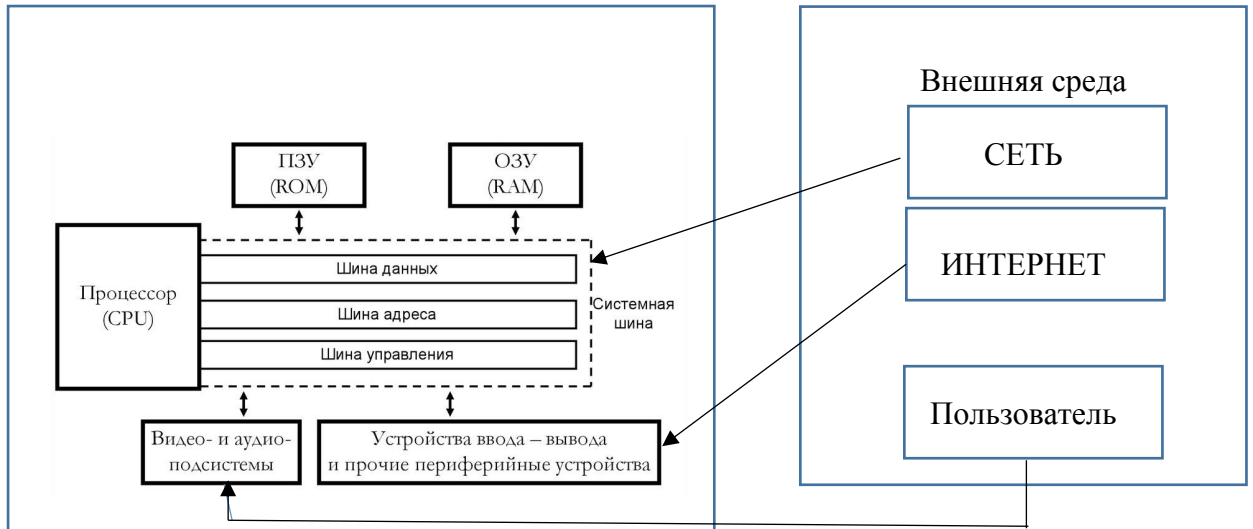 Внешняя среда
СЕТЬ
ИНТЕРНЕТ
Пользователь
ПЗУ
(ROM)
ОЗУ
(RAM)
Процессор
(CPU)
Шина данных
Шина адреса
Шина управления
Системная
шина
Видео- и аудио-
подсистемы
Устройства ввода – вывода
и прочие периферийные устройства